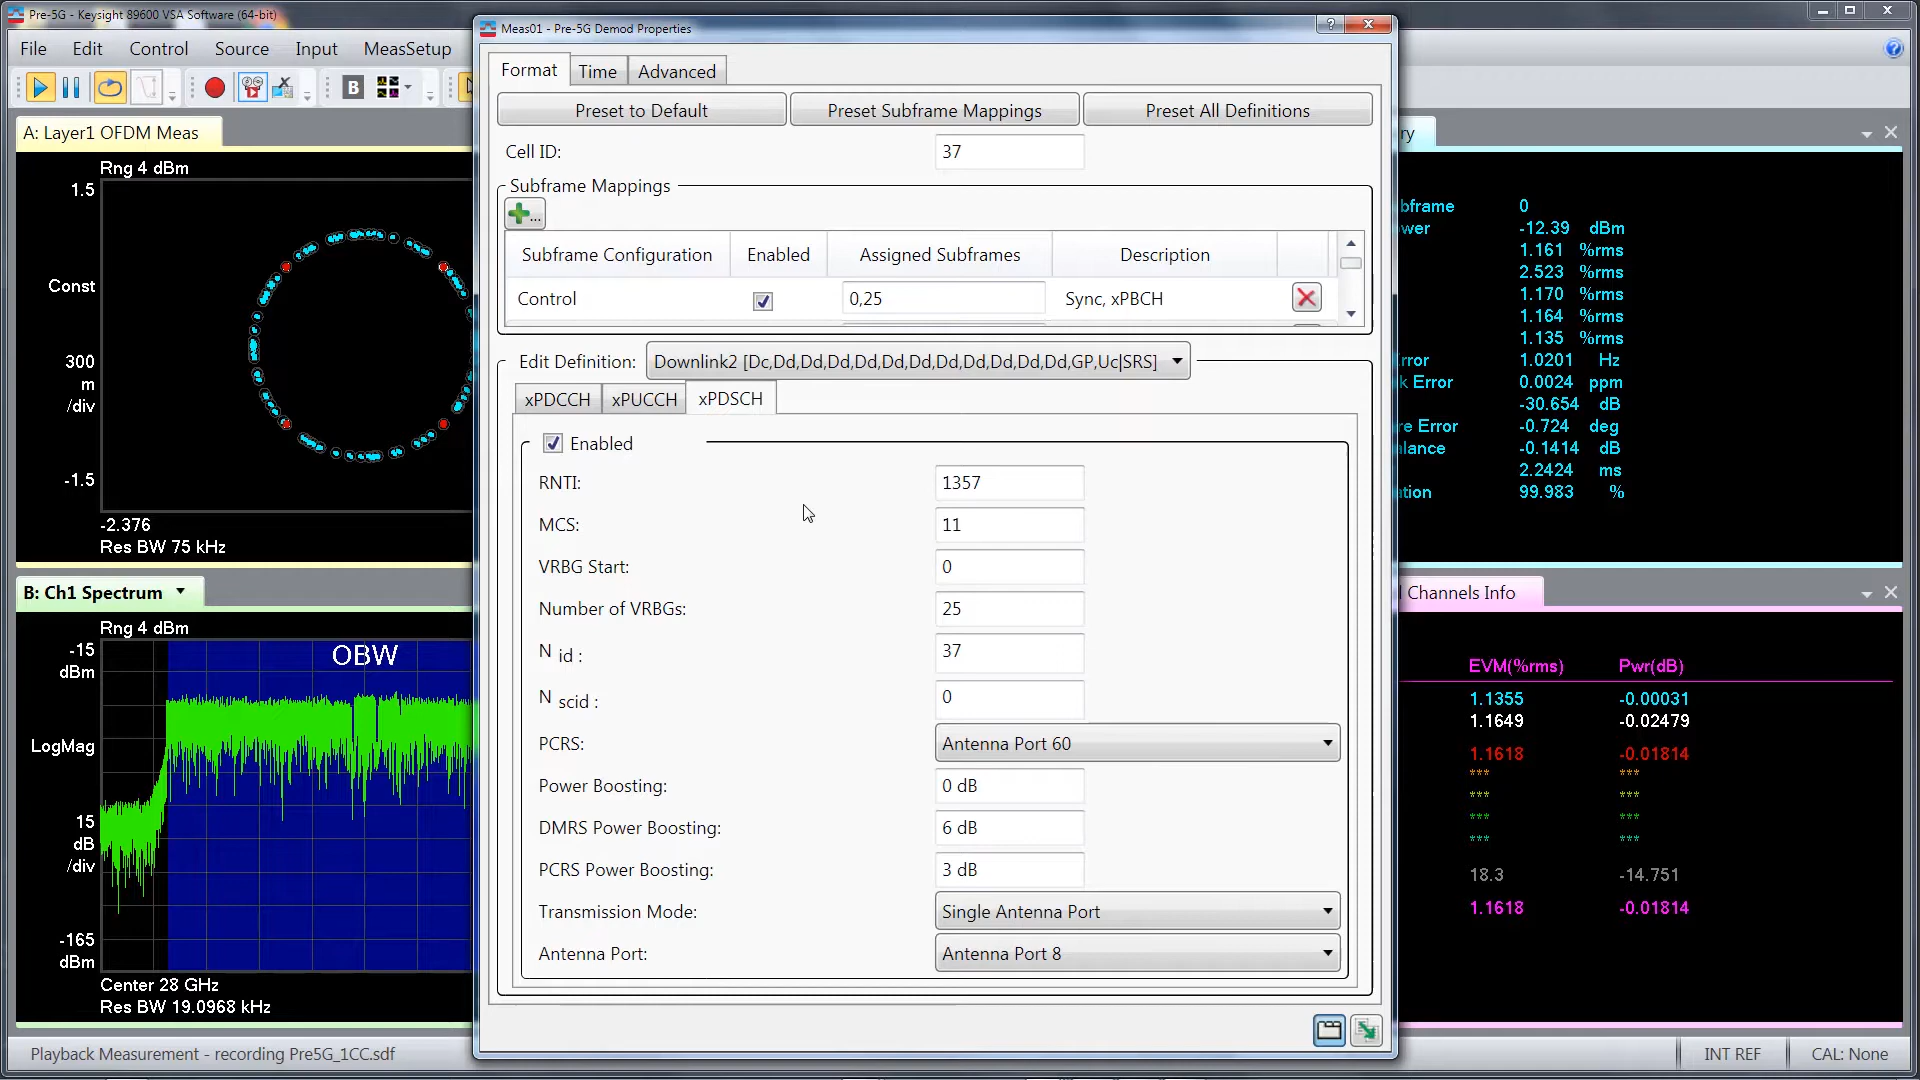 Pre-5G - Keysight 89600 VSA Software (64-bit)
File Edit Control Source Input MeasSetup
B
A: Layer1 OFDM Meas
Rng 4 dBm
1.5
Const
300
m
/div
-1.5
-2.376
Res BW 75 kHz
B: Ch1 Spectrum
Rng 4 dBm
-15
dBm
OBW
LogMag
15
dB
/div
-165
dBm
Center 28 GHz
Res BW 19.0968 kHz
Playback Measurement - recording Pre5G_1CC.sdf
Meas01 - Pre-5G Demod Properties
Format Time Advanced
Preset to Default Preset Subframe Mappings Preset All Definitions
Cell ID: 37
Subframe Mappings
Subframe Configuration Enabled Assigned Subframes Description
Control 0,25 Sync, xPBCH
Edit Definition: Downlink2 [Dc,Dd,Dd,Dd,Dd,Dd,Dd,Dd,Dd,Dd,Dd,Dd,GP,Uc|SRS]
xPDCCH xPUCCH xPDSCH
Enabled
RNTI: 1357
MCS: 11
VRBG Start: 0
Number of VRBGs: 25
N id : 37
N scid : 0
PCRS: Antenna Port 60
Power Boosting: 0 dB
DMRS Power Boosting: 6 dB
PCRS Power Boosting: 3 dB
Transmission Mode: Single Antenna Port
Antenna Port: Antenna Port 8
ry
bframe 0
wer -12.39 dBm
1.161 %rms
2.523 %rms
1.170 %rms
1.164 %rms
1.135 %rms
rror 1.0201 Hz
k Error 0.0024 ppm
-30.654 dB
re Error -0.724 deg
alance -0.1414 dB
2.2424 ms
ation 99.983 %
Channels Info
EVM(%rms) Pwr(dB)
1.1355 -0.00031
1.1649 -0.02479
1.1618 -0.01814
*** ***
*** ***
*** ***
*** ***
18.3 -14.751
1.1618 -0.01814
INT REF CAL: None